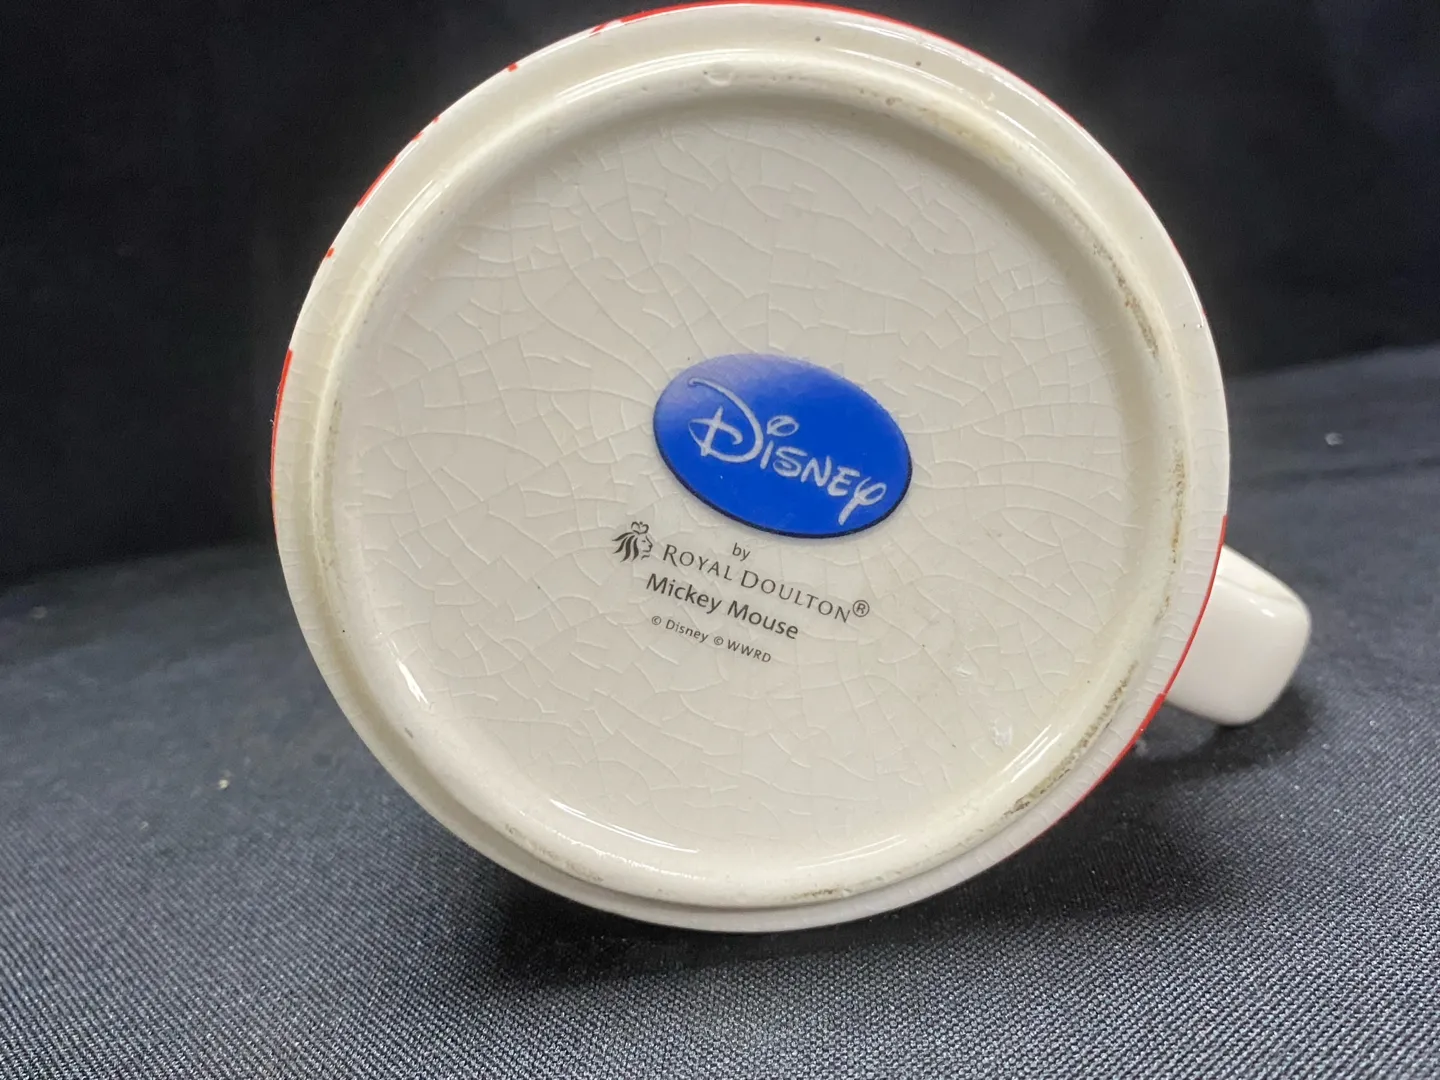 Disney
by
ROYAL DOULTON®
Mickey Mouse
© Disney © WWRD